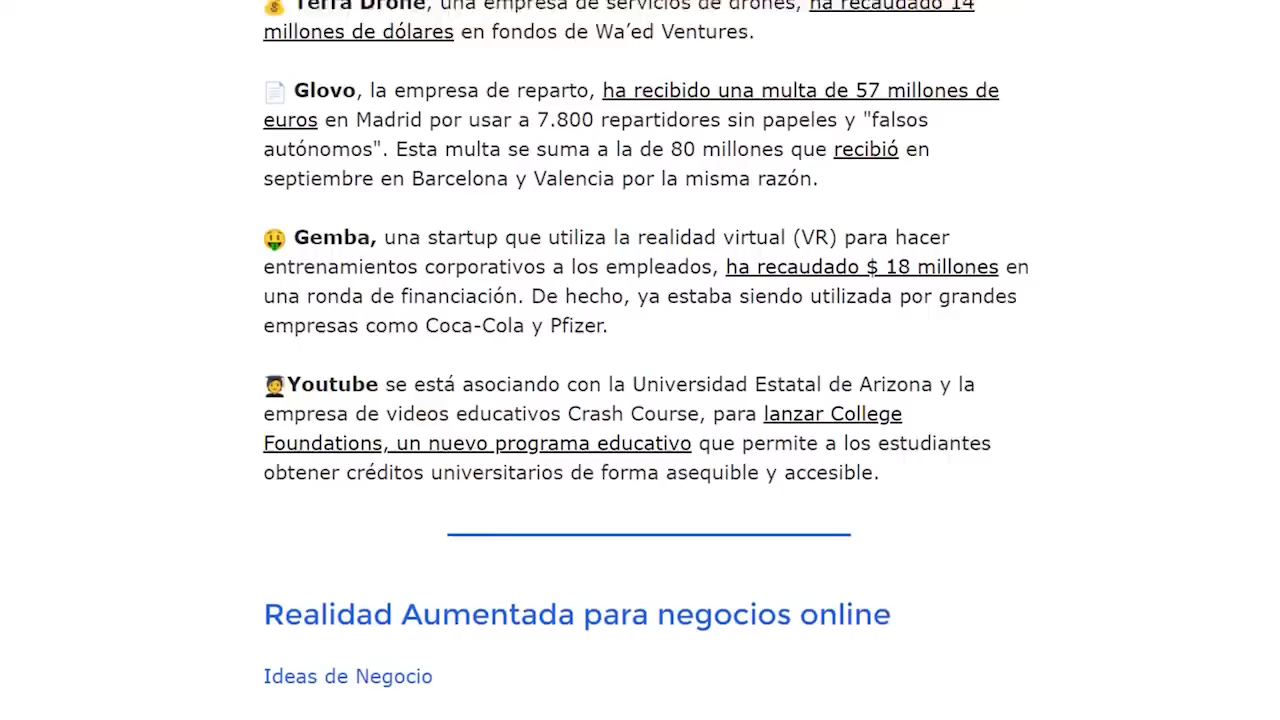 Terra Drone, una empresa de servicios de drones, ha recaudado 14
millones de dólares en fondos de Wa’ed Ventures.
Glovo, la empresa de reparto, ha recibido una multa de 57 millones de
euros en Madrid por usar a 7.800 repartidores sin papeles y "falsos
autónomos". Esta multa se suma a la de 80 millones que recibió en
septiembre en Barcelona y Valencia por la misma razón.
Gemba, una startup que utiliza la realidad virtual (VR) para hacer
entrenamientos corporativos a los empleados, ha recaudado $ 18 millones en
una ronda de financiación. De hecho, ya estaba siendo utilizada por grandes
empresas como Coca-Cola y Pfizer.
Youtube se está asociando con la Universidad Estatal de Arizona y la
empresa de videos educativos Crash Course, para lanzar College
Foundations, un nuevo programa educativo que permite a los estudiantes
obtener créditos universitarios de forma asequible y accesible.
Realidad Aumentada para negocios online
Ideas de Negocio